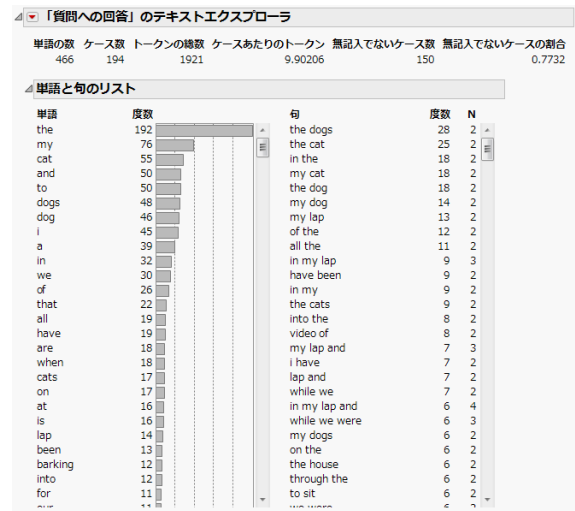 「質問への回答」のテキストエクスプローラ
単語の数 ケース数 トークンの総数 ケースあたりのトークン 無記入でないケース数 無記入でないケースの割合
466 194 1921 9.90206 150 0.7732
単語と句のリスト
単語 度数 句 度数 N
the 192 the dogs 28 2
my 76 the cat 25 2
cat 55 in the 18 2
and 50 my cat 18 2
to 50 the dog 18 2
dogs 48 my dog 14 2
dog 46 my lap 13 2
i 45 of the 12 2
a 39 all the 11 2
in 32 in my lap 9 3
we 30 have been 9 2
of 26 in my 9 2
that 22 the cats 9 2
all 19 into the 8 2
have 19 video of 8 2
are 18 my lap and 7 3
when 18 i have 7 2
cats 17 lap and 7 2
on 17 while we 7 2
at 16 in my lap and 6 4
is 16 while we were 6 3
lap 14 my dogs 6 2
been 13 on the 6 2
barking 12 the house 6 2
into 12 through the 6 2
for 11 to sit 6 2
our 11 we were 6 2